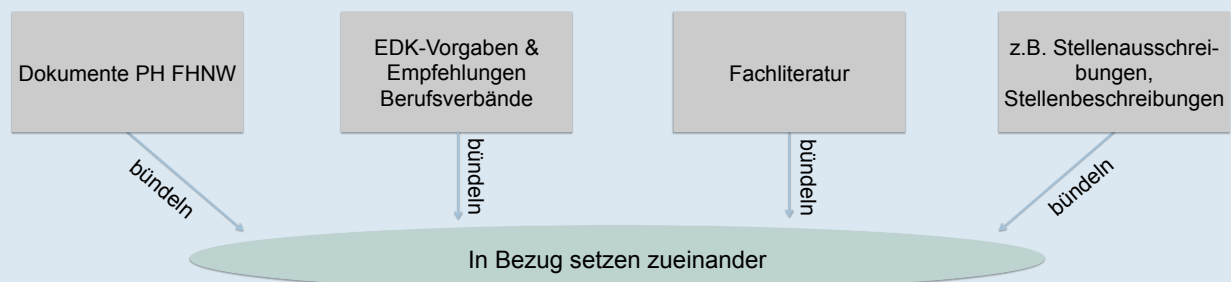 Dokumente PH FHNW
EDK-Vorgaben &
Empfehlungen
Berufsverbände
Fachliteratur
z.B. Stellenausschrei-
bungen,
Stellenbeschreibungen
bündeln
bündeln
bündeln
bündeln
In Bezug setzen zueinander